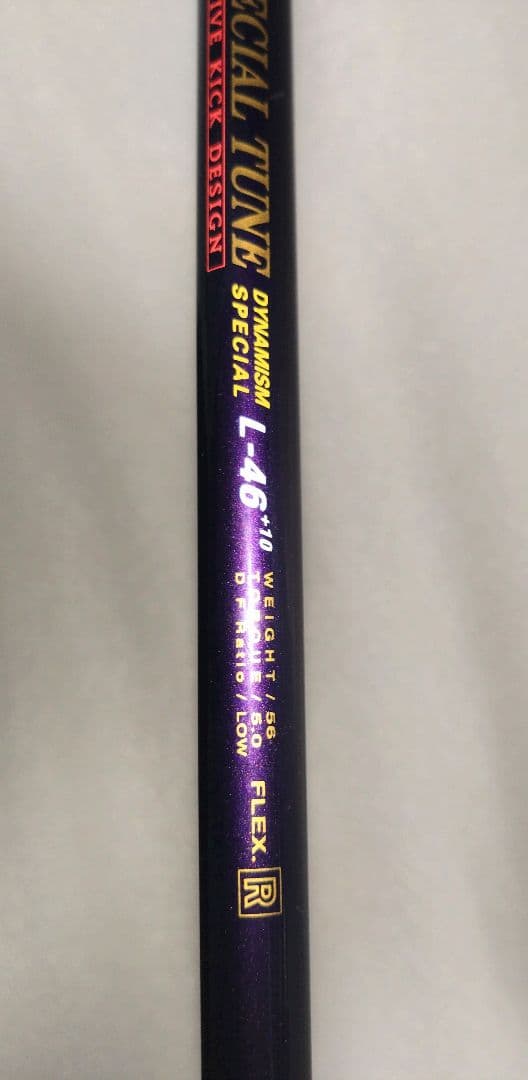 ECIAL TUNE
IVE KICK DESIGN
DYNAMISM
SPECIAL
L-46+10
WEIGHT / 56
TORQUE / 5.0
D F Ratio / LOW
FLEX. R